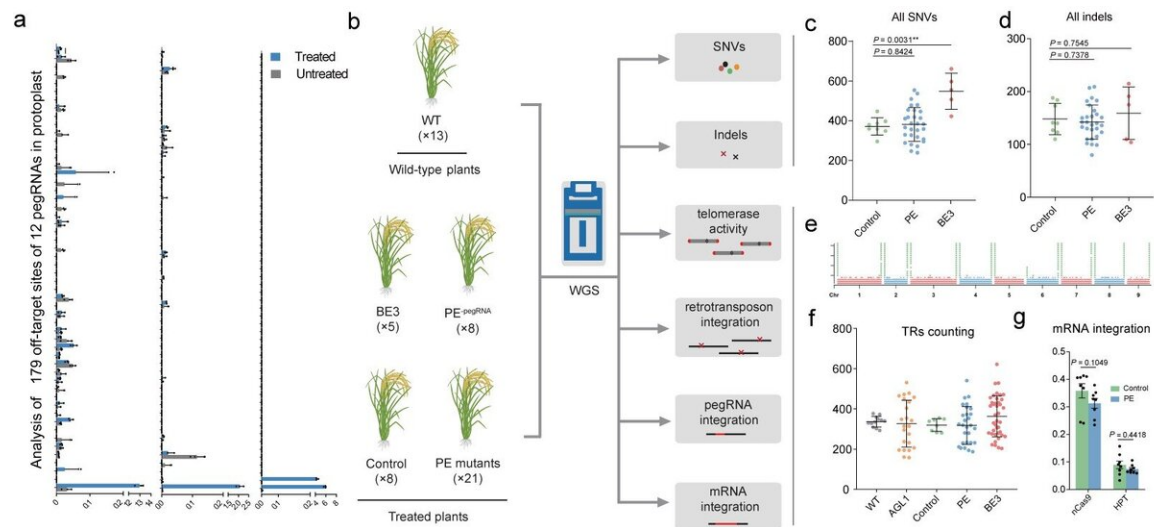 a
Analysis of 179 off-target sites of 12 pegRNAs in protoplast
Treated
Untreated
b
WT
(×13)
Wild-type plants
BE3
(×5)
PE-pegRNA
(×8)
Control
(×8)
PE mutants
(×21)
Treated plants
WGS
SNVs
Indels
telomerase
activity
retrotransposon
integration
pegRNA
integration
mRNA
integration
c
All SNVs
P = 0.0031**
P = 0.8424
800
600
400
200
0
Control
PE
BE3
d
All indels
P = 0.7545
P = 0.7378
300
200
100
0
Control
PE
BE3
e
Chr 1 2 3 4 5 6 7 8 9
f
TRs counting
800
600
400
200
0
WT
AGL1
Control
PE
BE3
g
mRNA integration
Control
PE
P = 0.1049
P = 0.4418
0.5
0.4
0.3
0.2
0.1
0.0
nCas9
HPT